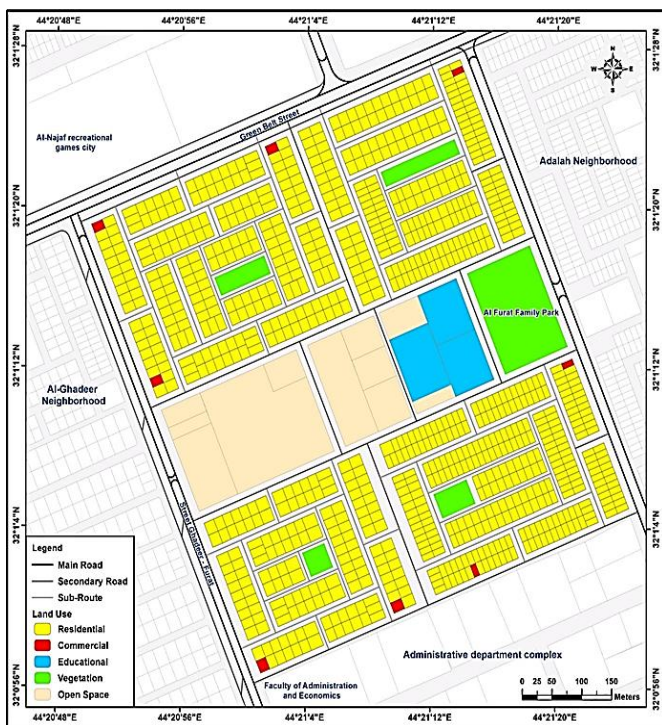 44°20'48"E 44°20'56"E 44°21'4"E 44°21'12"E 44°21'20"E
32°1'28"N
32°1'28"N
N
W E
S
Green Belt Street
Al-Najaf recreational
games city
Adalah Neighborhood
32°1'20"N
32°1'20"N
Al Furat Family Park
32°1'12"N
32°1'12"N
Al-Ghadeer
Neighborhood
Street Ghadeer - Furat
32°1'4"N
32°1'4"N
Legend
Main Road
Secondary Road
Sub-Route
Land Use
Residential
Commercial
Educational
Vegetation
Open Space
Administrative department complex
Faculty of Administration
and Economics
0 25 50 100 150
Meters
32°0'56"N
32°0'56"N
44°20'48"E 44°20'56"E 44°21'4"E 44°21'12"E 44°21'20"E